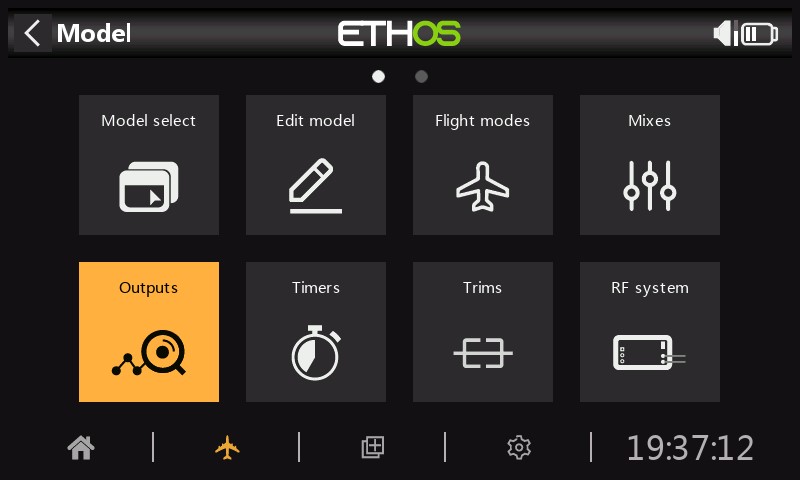 Model
ETHOS
Model select
Edit model
Flight modes
Mixes
Outputs
Timers
Trims
RF system
19:37:12